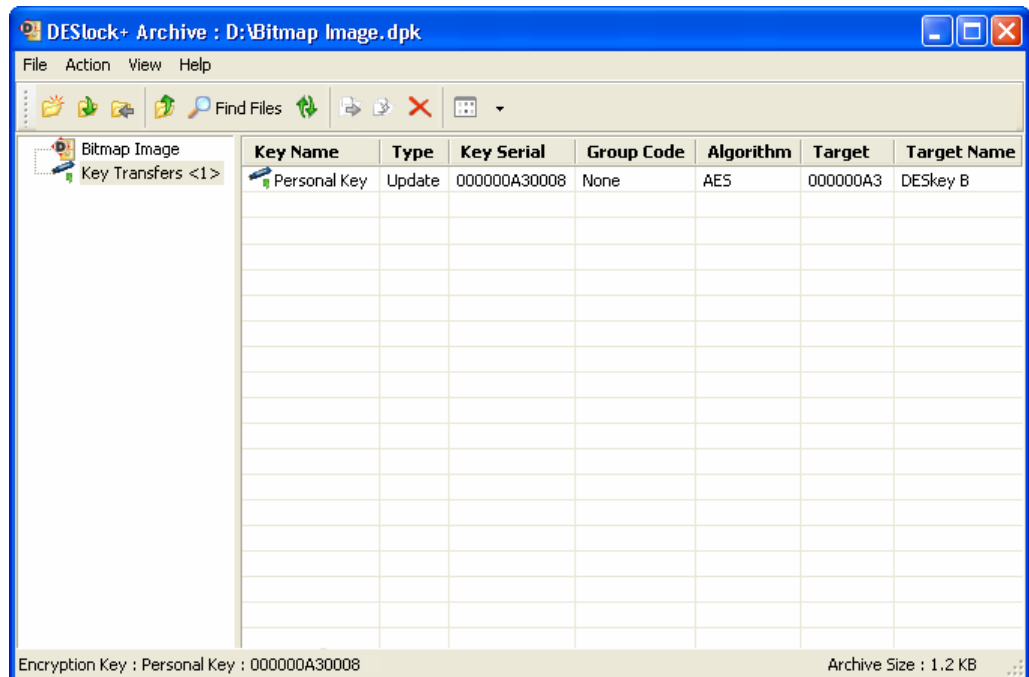 DESlock+ Archive : D:\Bitmap Image.dpk
File Action View Help
Find Files
Bitmap Image
Key Transfers <1>
Key Name Type Key Serial Group Code Algorithm Target Target Name
Personal Key Update 000000A30008 None AES 000000A3 DESkey B
Encryption Key : Personal Key : 000000A30008 Archive Size : 1.2 KB